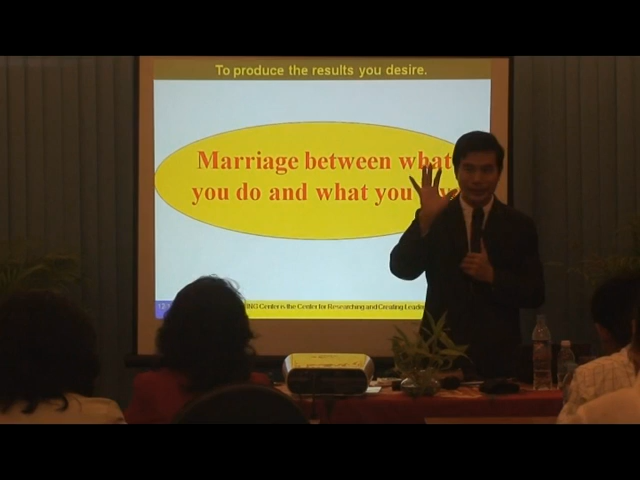 To produce the results you desire.
Marriage between what
you do and what you
Center is the Center for Researching and Creating